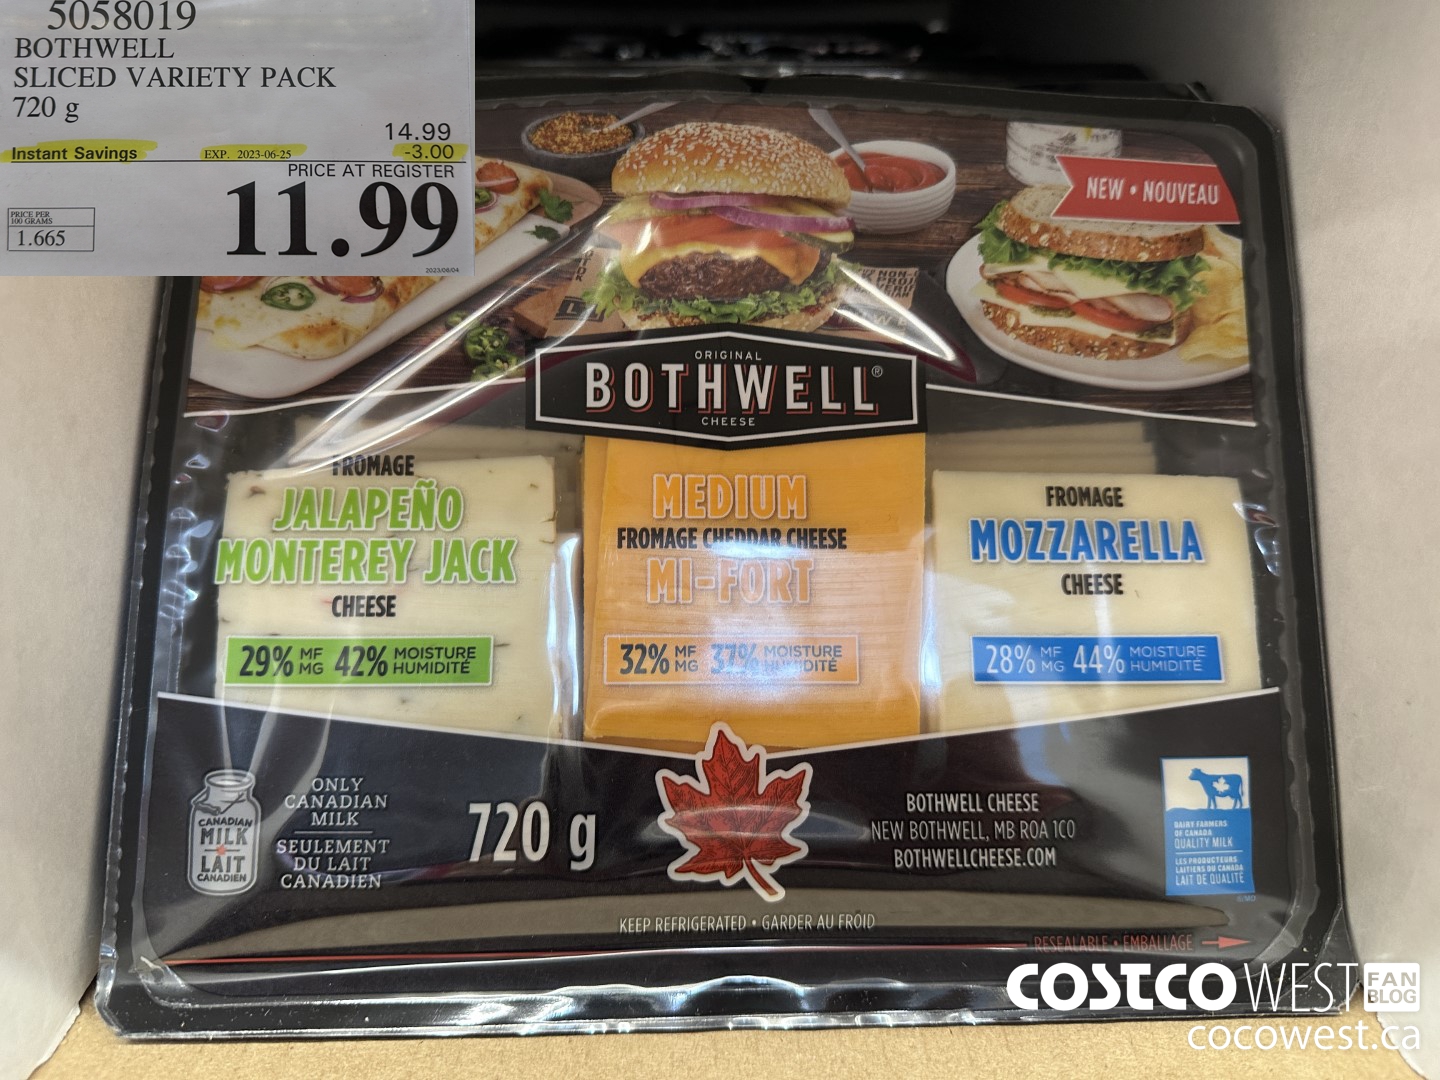 5058019
BOTHWELL
SLICED VARIETY PACK
720 g
14.99
Instant Savings EXP. 2023-06-25 -3.00
PRICE AT REGISTER
11.99
PRICE PER
100 GRAMS
1.665
NEW • NOUVEAU
ORIGINAL
BOTHWELL®
CHEESE
FROMAGE
JALAPEÑO
MONTEREY JACK
CHEESE
29% MF MG 42% MOISTURE HUMIDITÉ
MEDIUM
FROMAGE CHEDDAR CHEESE
MI-FORT
32% MF MG 37% MOISTURE HUMIDITÉ
FROMAGE
MOZZARELLA
CHEESE
28% MF MG 44% MOISTURE HUMIDITÉ
CANADIAN
MILK
LAIT
CANADIEN
ONLY
CANADIAN
MILK
SEULEMENT
DU LAIT
CANADIEN
720 g
BOTHWELL CHEESE
NEW BOTHWELL, MB R0A 1C0
BOTHWELLCHEESE.COM
DAIRY FARMERS
OF CANADA
QUALITY MILK
LES PRODUCTEURS
LAITIERS DU CANADA
LAIT DE QUALITÉ
KEEP REFRIGERATED • GARDER AU FROID
RESEALABLE • EMBALLAGE
COSTCO WEST FAN BLOG
cocowest.ca